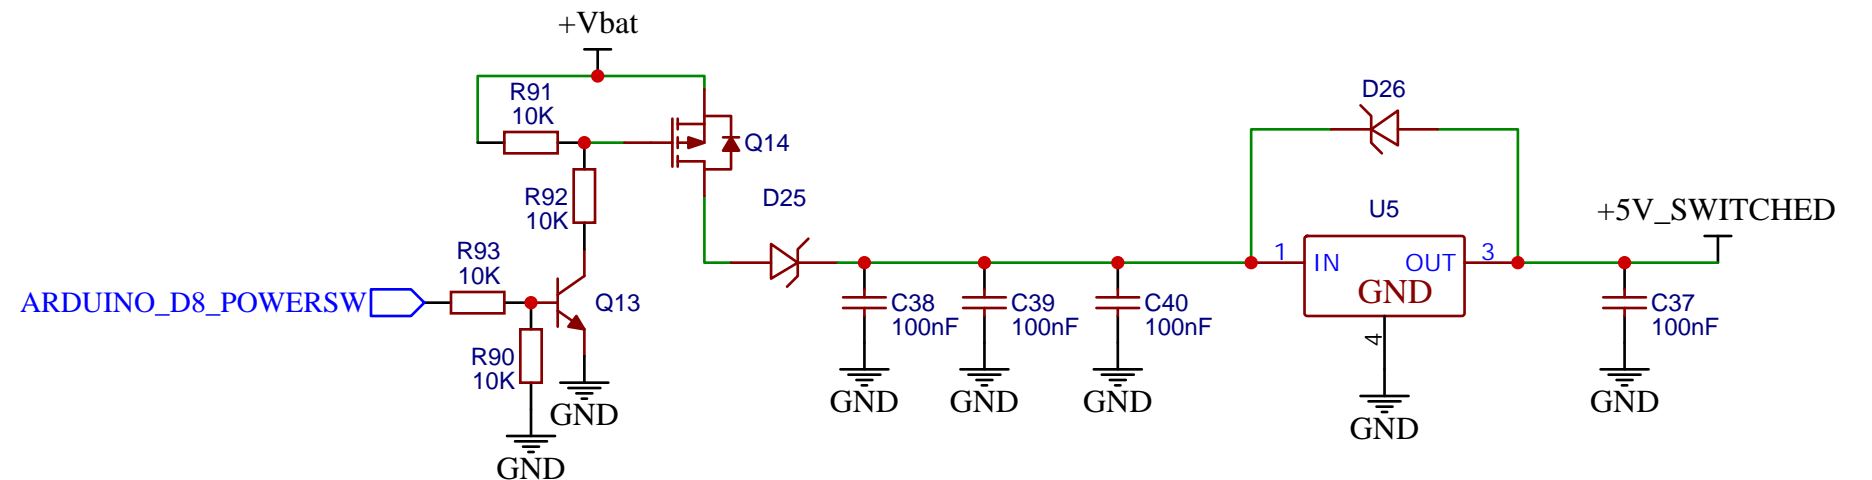 +Vbat
R91
10K
Q14
R92
10K
D25
R93
10K
ARDUINO_D8_POWERSW
Q13
R90
10K
GND
GND
C38
100nF
GND
C39
100nF
GND
C40
100nF
GND
D26
U5
1
IN
OUT
3
GND
4
GND
+5V_SWITCHED
C37
100nF
GND